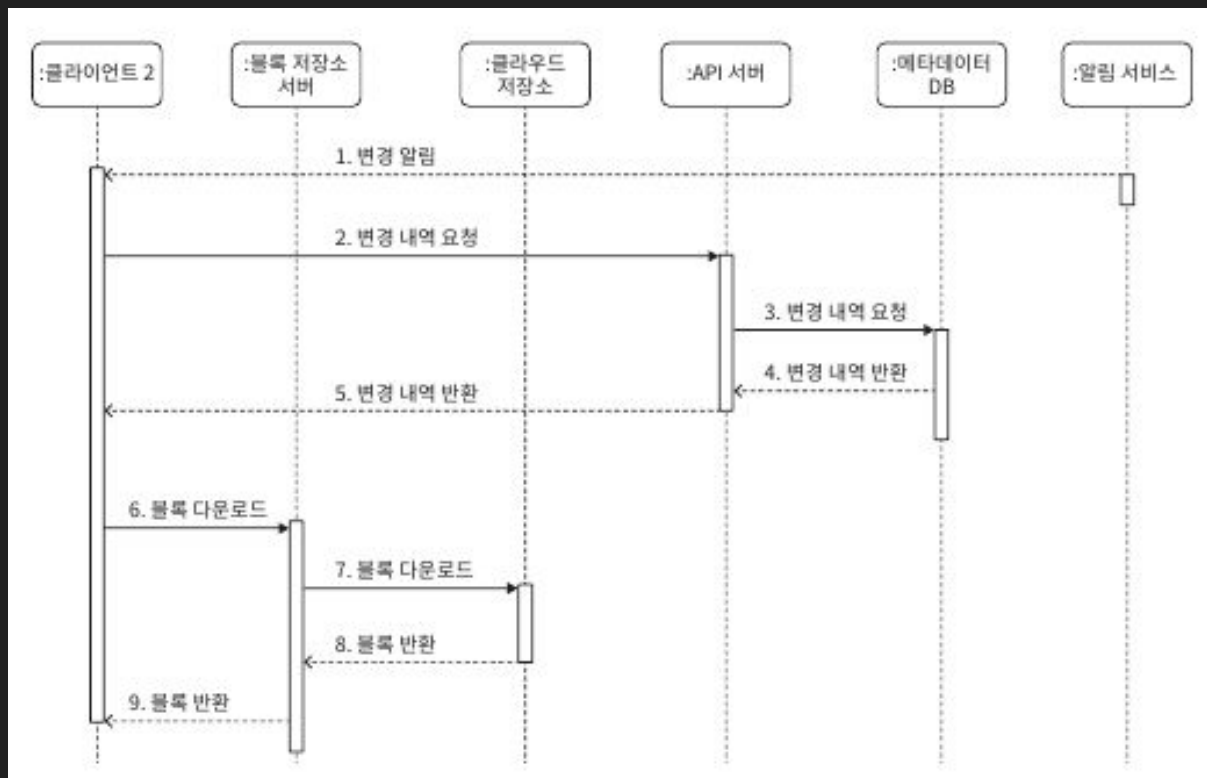 :클라이언트 2
:블록 저장소
서버
:클라우드
저장소
:API 서버
:메타데이터
DB
:알림 서비스
1. 변경 알림
2. 변경 내역 요청
3. 변경 내역 요청
4. 변경 내역 반환
5. 변경 내역 반환
6. 블록 다운로드
7. 블록 다운로드
8. 블록 반환
9. 블록 반환